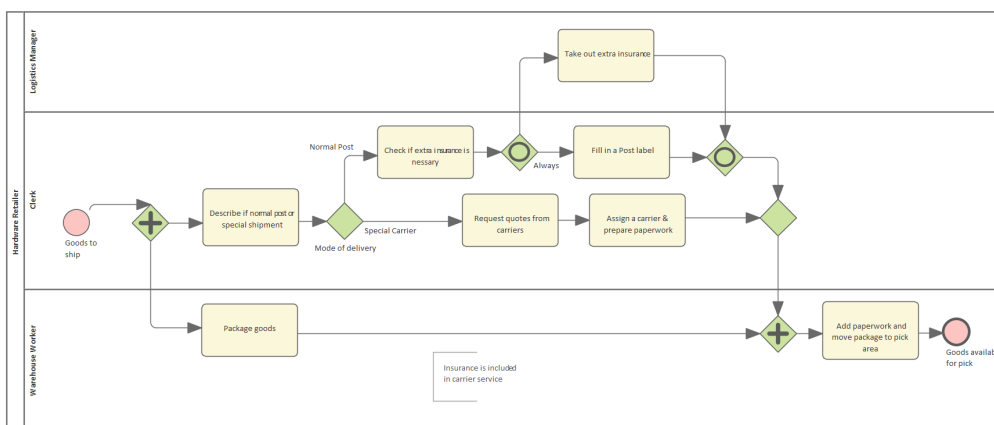 Hardware Retailer
Logistics Manager
Take out extra insurance
Clerk
Normal Post
Check if extra insurance is
nessary
Always
Fill in a Post label
Goods to
ship
Describe if normal post or
special shipment
Mode of delivery
Special Carrier
Request quotes from
carriers
Assign a carrier &
prepare paperwork
Warehouse Worker
Package goods
Insurance is included
in carrier service
Add paperwork and
move package to pick
area
Goods availab
for pick